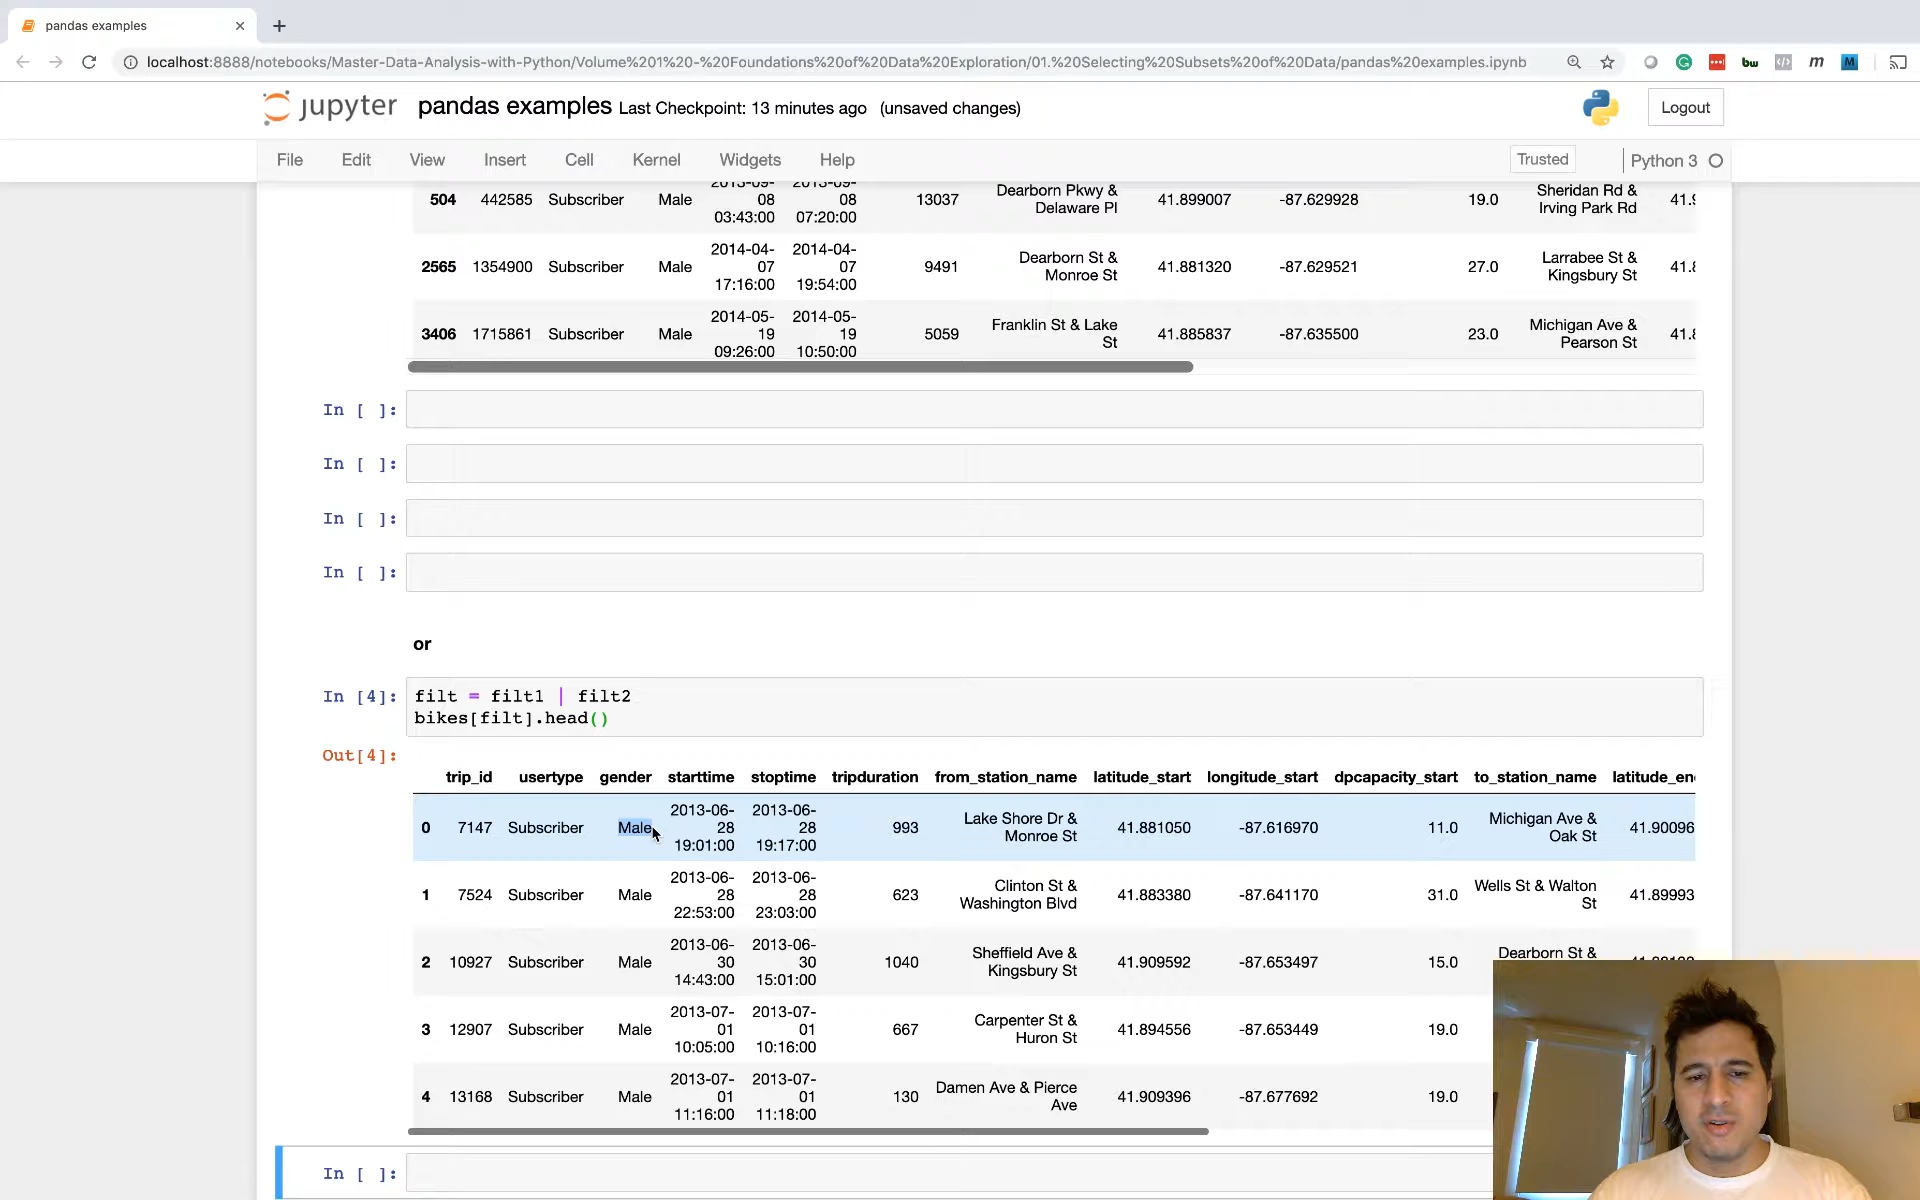 pandas examples
localhost:8888/notebooks/Master-Data-Analysis-with-Python/Volume%201%20-%20Foundations%20of%20Data%20Exploration/01.%20Selecting%20Subsets%20of%20Data/pandas%20examples.ipynb
jupyter pandas examples Last Checkpoint: 13 minutes ago (unsaved changes) Logout
File Edit View Insert Cell Kernel Widgets Help Trusted Python 3
2013-09- 2013-09- Dearborn Pkwy & Sheridan Rd &
504 442585 Subscriber Male 08 08 13037 Delaware Pl 41.899007 -87.629928 19.0 Irving Park Rd
03:43:00 07:20:00
2014-04- 2014-04- Dearborn St & Larrabee St &
2565 1354900 Subscriber Male 07 07 9491 Monroe St 41.881320 -87.629521 27.0 Kingsbury St
17:16:00 19:54:00
2014-05- 2014-05- Franklin St & Lake Michigan Ave &
3406 1715861 Subscriber Male 19 19 5059 St 41.885837 -87.635500 23.0 Pearson St
09:26:00 10:50:00
In [ ]:
In [ ]:
In [ ]:
In [ ]:
or
In [4]: filt = filt1 | filt2
bikes[filt].head()
Out[4]:
trip_id usertype gender starttime stoptime tripduration from_station_name latitude_start longitude_start dpcapacity_start to_station_name latitude_en
2013-06- 2013-06- Lake Shore Dr & Michigan Ave &
0 7147 Subscriber Male 28 28 993 Monroe St 41.881050 -87.616970 11.0 Oak St 41.90096
19:01:00 19:17:00
2013-06- 2013-06- Clinton St & Wells St & Walton
1 7524 Subscriber Male 28 28 623 Washington Blvd 41.883380 -87.641170 31.0 St 41.89993
22:53:00 23:03:00
2013-06- 2013-06- Sheffield Ave & Dearborn St &
2 10927 Subscriber Male 30 30 1040 Kingsbury St 41.909592 -87.653497 15.0
14:43:00 15:01:00
2013-07- 2013-07- Carpenter St &
3 12907 Subscriber Male 01 01 667 Huron St 41.894556 -87.653449 19.0
10:05:00 10:16:00
2013-07- 2013-07- Damen Ave & Pierce
4 13168 Subscriber Male 01 01 130 Ave 41.909396 -87.677692 19.0
11:16:00 11:18:00
In [ ]: